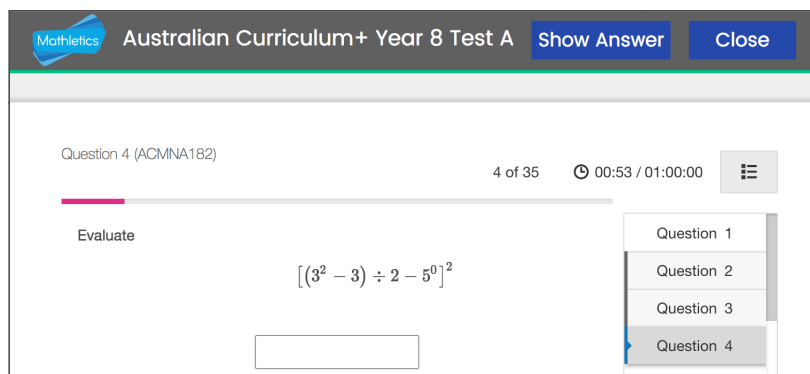 Mathletics Australian Curriculum+ Year 8 Test A Show Answer Close
Question 4 (ACMNA182)
4 of 35 00:53 / 01:00:00
Evaluate
[(3² − 3) ÷ 2 − 5⁰]²
Question 1
Question 2
Question 3
Question 4